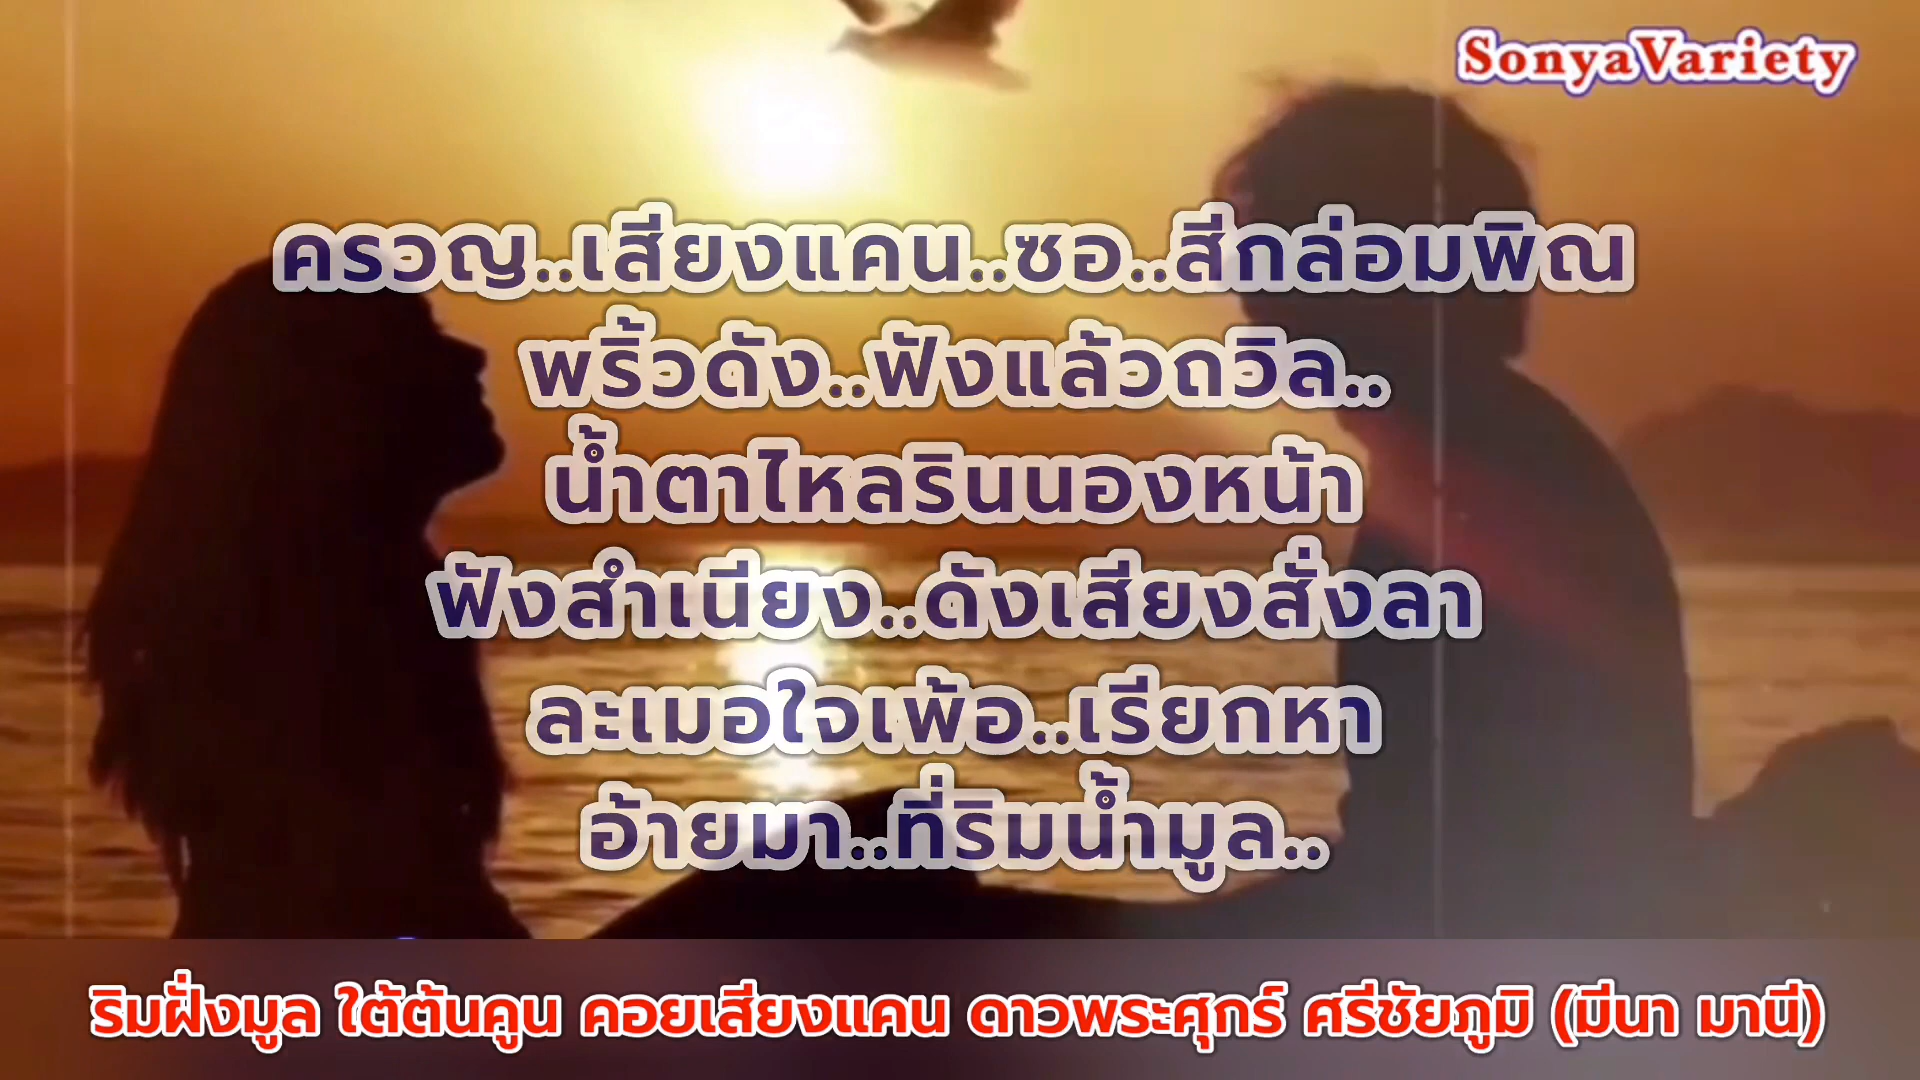 SonyaVariety
ครวญ..เสียงแคน..ซอ..สีกล่อมพิณ
พริ้วดัง..ฟังแล้วถวิล..
น้ำตาไหลรินนองหน้า
ฟังสำเนียง..ดังเสียงสั่งลา
ละเมอใจเพ้อ..เรียกหา
อ้ายมา..ที่ริมน้ำมูล..
ริมฝั่งมูล ใต้ต้นคูน คอยเสียงแคน ดาวพระศุกร์ ศรีชัยภูมิ (มีนา มานี)